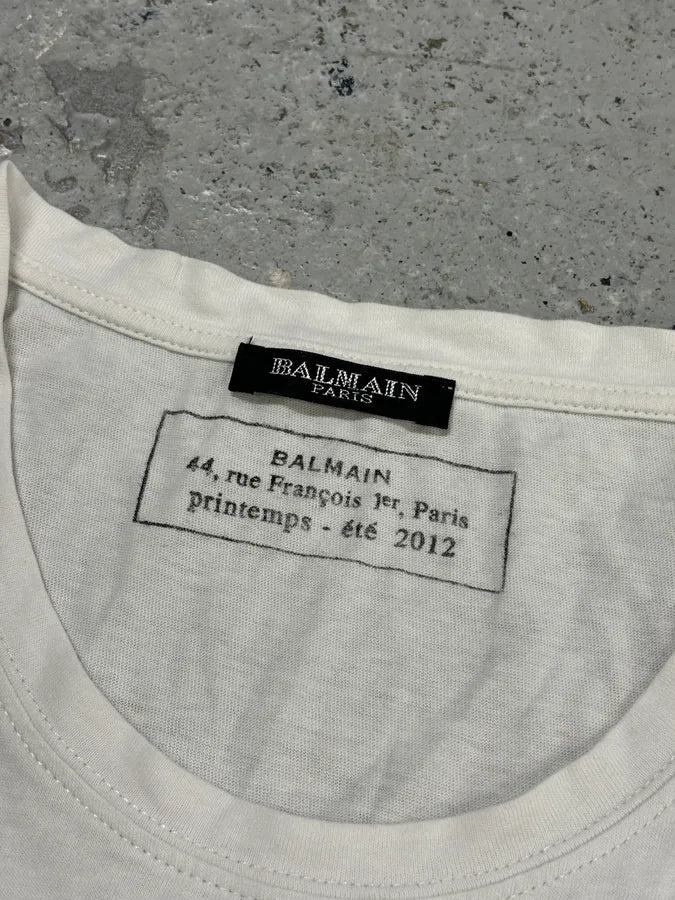 BALMAIN
PARIS
BALMAIN
44, rue François 1er, Paris
printemps - été 2012